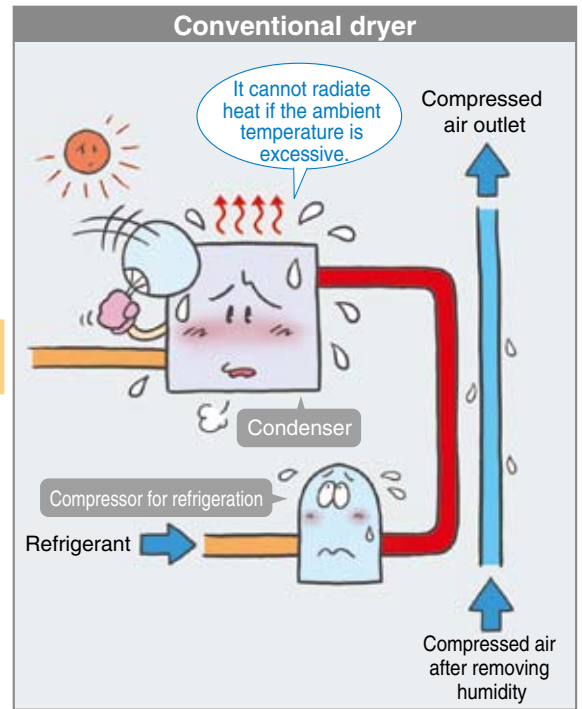 Conventional dryer
It cannot radiate
heat if the ambient
temperature is
excessive.
Compressed
air outlet
Condenser
Compressor for refrigeration
Refrigerant
Compressed air
after removing
humidity